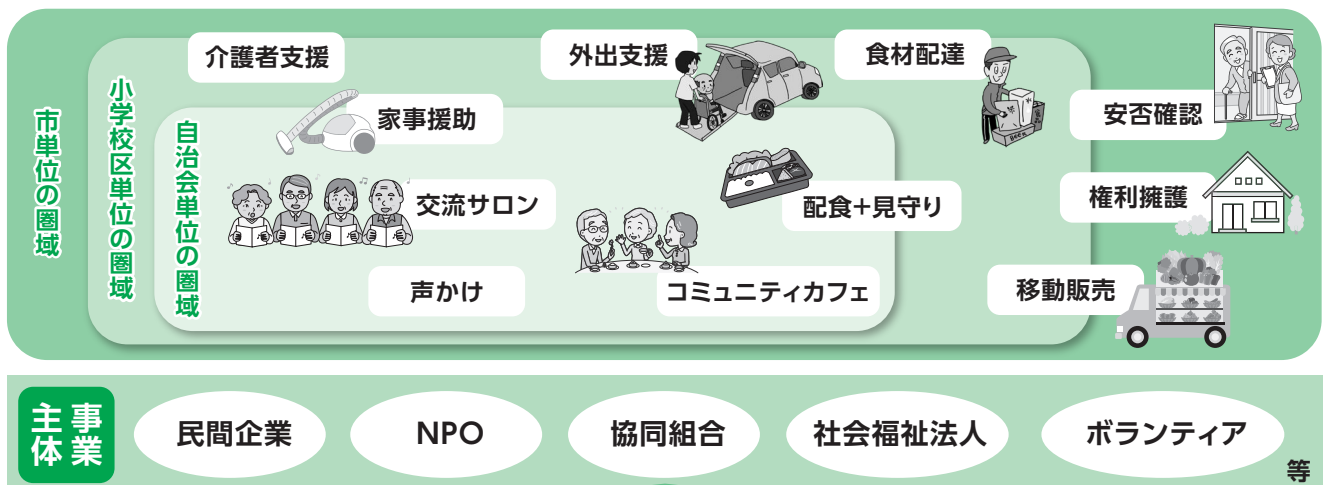 介護者支援
外出支援
食材配達
安否確認
市単位の圏域
小学校区単位の圏域
自治会単位の圏域
家事援助
交流サロン
配食+見守り
権利擁護
声かけ
コミュニティカフェ
移動販売
事業
主体
民間企業
NPO
協同組合
社会福祉法人
ボランティア
等